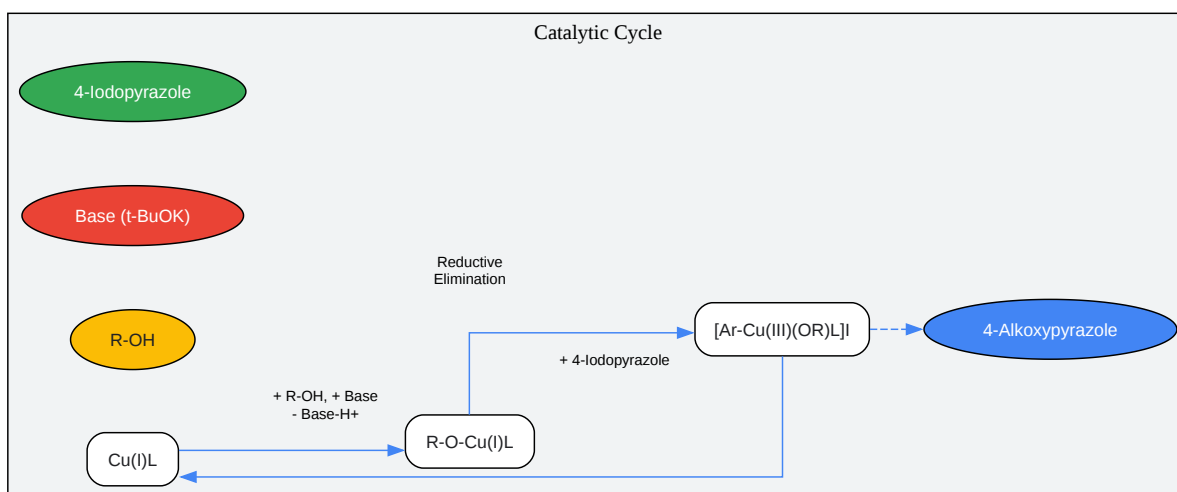 Catalytic Cycle
4-Iodopyrazole
Base (t-BuOK)
Reductive
Elimination
R-OH
[Ar-Cu(III)(OR)L]I
4-Alkoxypyrazole
+ 4-Iodopyrazole
+ R-OH, + Base
- Base-H+
R-O-Cu(I)L
Cu(I)L